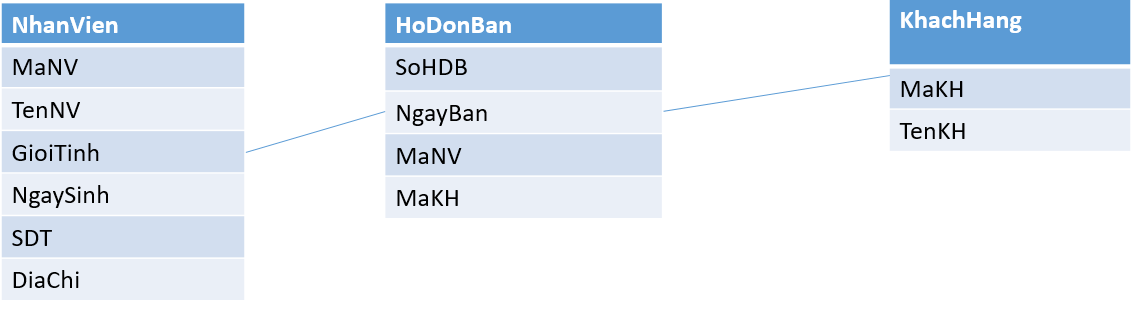 NhanVien
MaNV
TenNV
GioiTinh
NgaySinh
SDT
DiaChi
HoDonBan
SoHDB
NgayBan
MaNV
MaKH
KhachHang
MaKH
TenKH